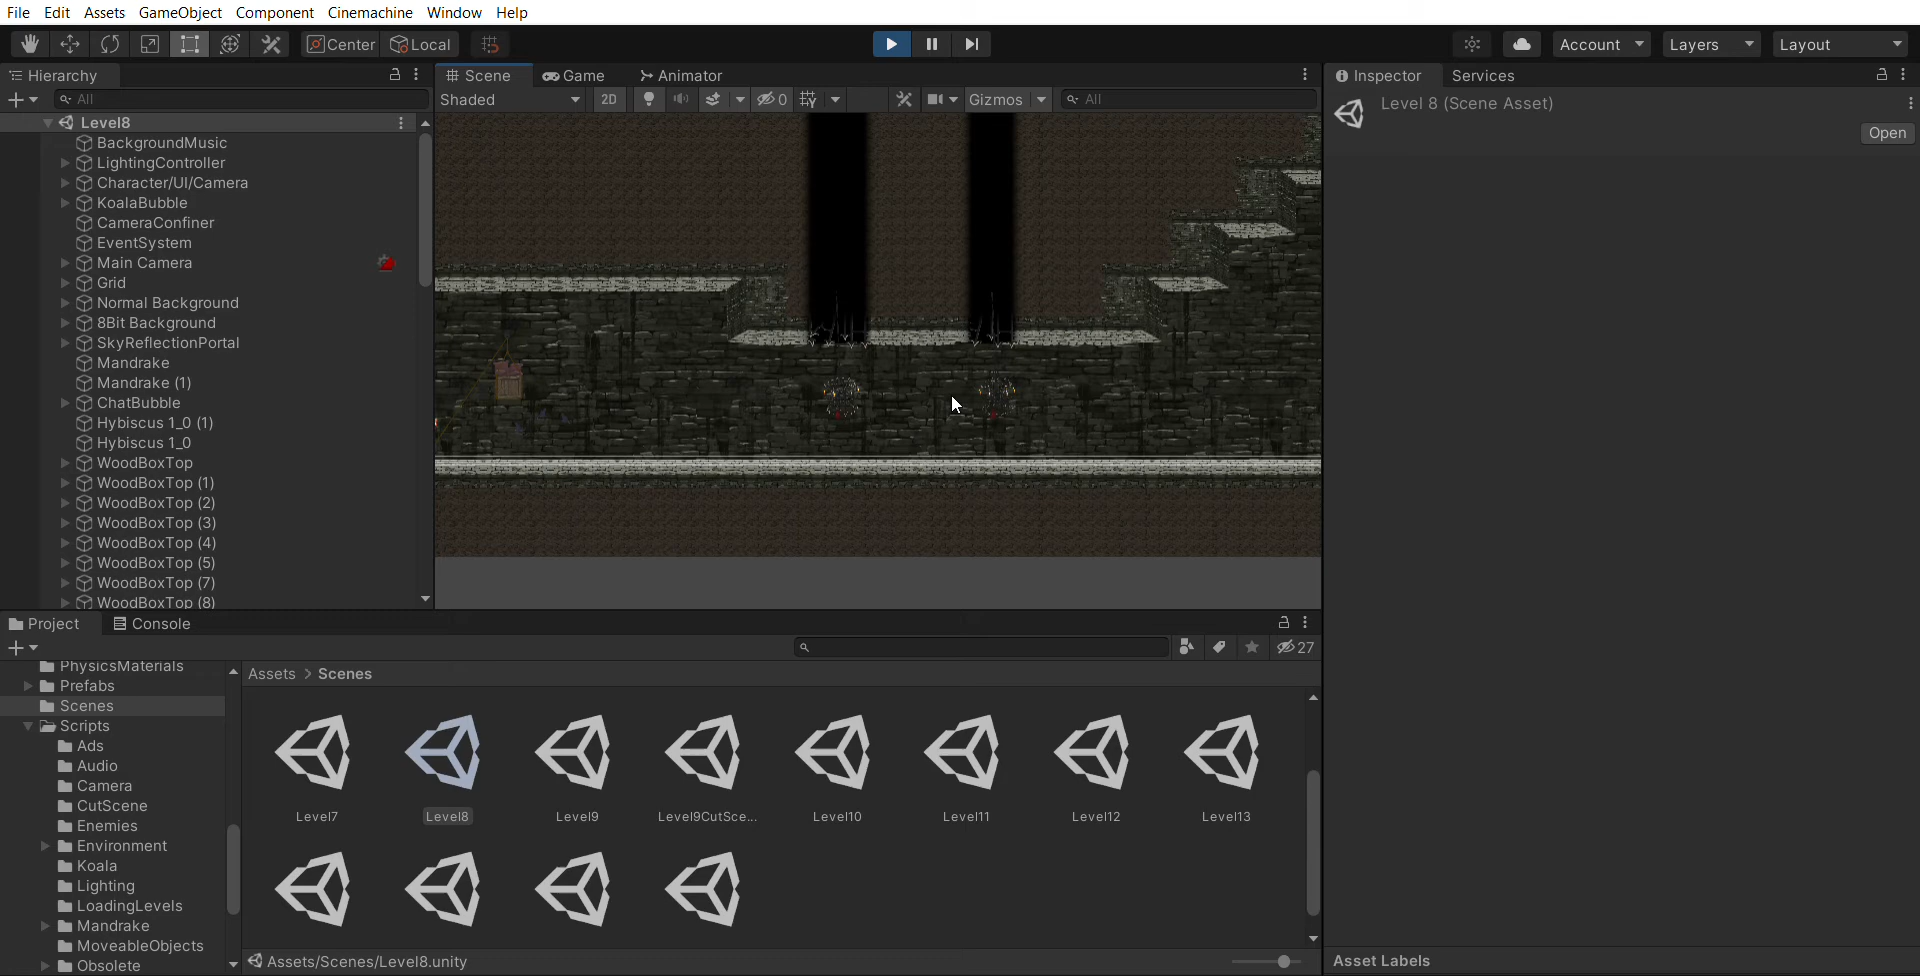 File Edit Assets GameObject Component Cinemachine Window Help
Center Local Account Layers Layout
Hierarchy Scene Game Animator Inspector Services
All Shaded 2D 0 Gizmos All Level 8 (Scene Asset)
Level8
Open
BackgroundMusic
LightingController
Character/UI/Camera
KoalaBubble
CameraConfiner
EventSystem
Main Camera
Grid
Normal Background
8Bit Background
SkyReflectionPortal
Mandrake
Mandrake (1)
ChatBubble
Hybiscus 1_0 (1)
Hybiscus 1_0
WoodBoxTop
WoodBoxTop (1)
WoodBoxTop (2)
WoodBoxTop (3)
WoodBoxTop (4)
WoodBoxTop (5)
WoodBoxTop (7)
WoodBoxTop (8)
Project Console
27
PhysicsMaterials
Prefabs
Scenes
Scripts
Ads
Audio
Camera
CutScene
Enemies
Environment
Koala
Lighting
LoadingLevels
Mandrake
MoveableObjects
Obsolete
Assets > Scenes
Level7 Level8 Level9 Level9CutSce... Level10 Level11 Level12 Level13
Assets/Scenes/Level8.unity
Asset Labels